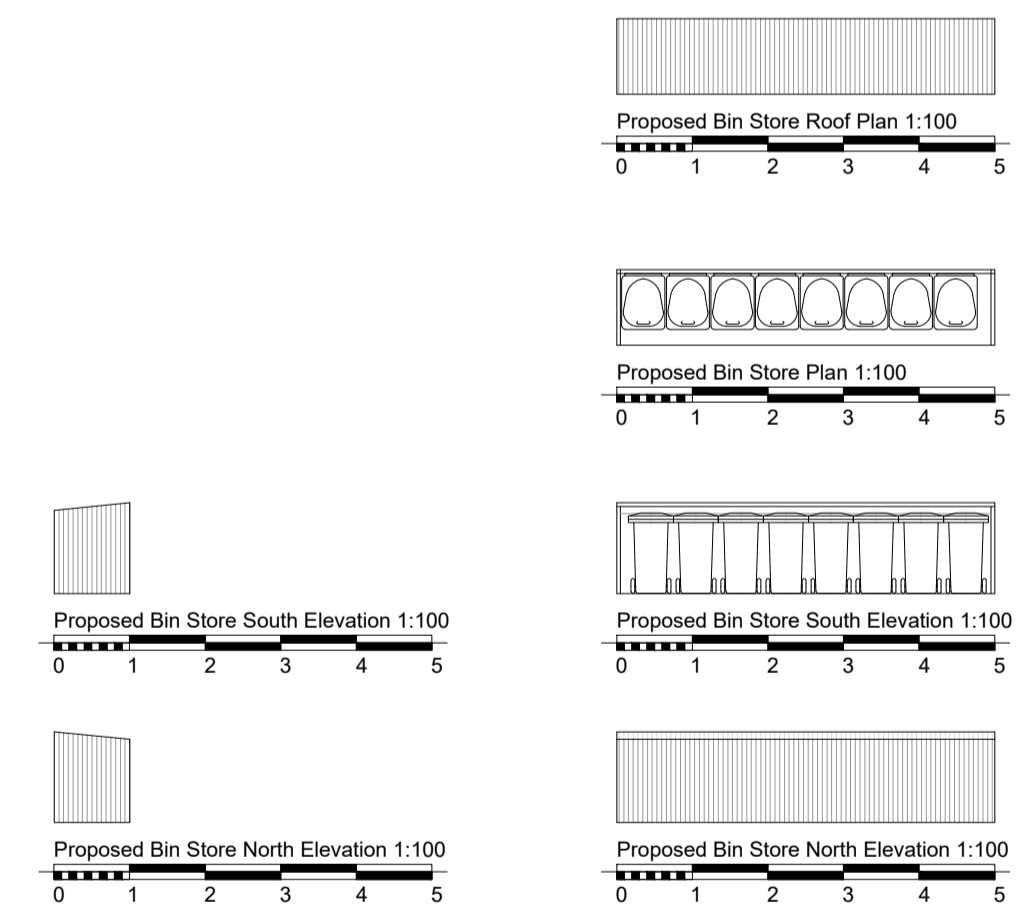 Proposed Bin Store Roof Plan 1:100
0 1 2 3 4 5
Proposed Bin Store Plan 1:100
0 1 2 3 4 5
Proposed Bin Store South Elevation 1:100
0 1 2 3 4 5
Proposed Bin Store South Elevation 1:100
0 1 2 3 4 5
Proposed Bin Store North Elevation 1:100
0 1 2 3 4 5
Proposed Bin Store North Elevation 1:100
0 1 2 3 4 5